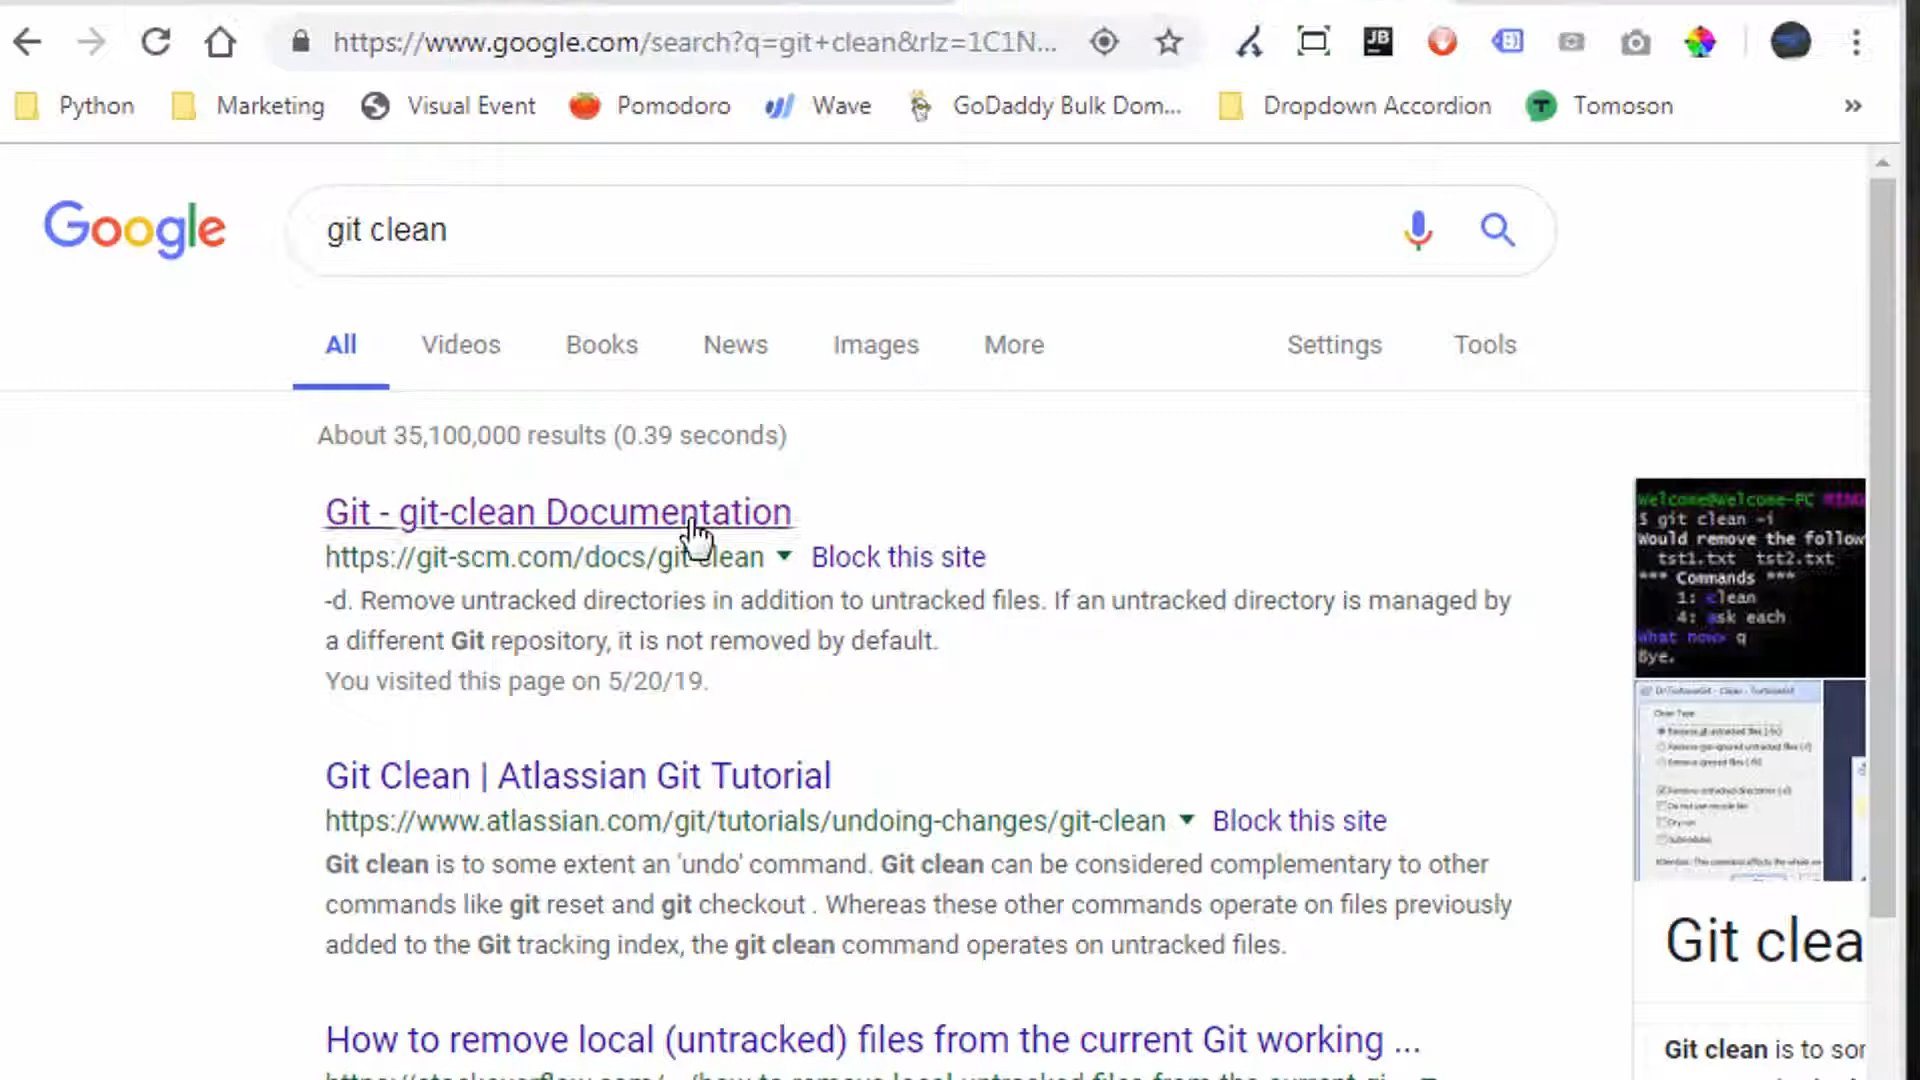 https://www.google.com/search?q=git+clean&rlz=1C1N...
JB
Python Marketing Visual Event Pomodoro Wave GoDaddy Bulk Dom... Dropdown Accordion T Tomoson »
Google git clean
All Videos Books News Images More Settings Tools
About 35,100,000 results (0.39 seconds)
Git - git-clean Documentation
https://git-scm.com/docs/git-clean Block this site
-d. Remove untracked directories in addition to untracked files. If an untracked directory is managed by
a different Git repository, it is not removed by default.
You visited this page on 5/20/19.
Git Clean | Atlassian Git Tutorial
https://www.atlassian.com/git/tutorials/undoing-changes/git-clean Block this site
Git clean is to some extent an 'undo' command. Git clean can be considered complementary to other
commands like git reset and git checkout . Whereas these other commands operate on files previously
added to the Git tracking index, the git clean command operates on untracked files.
How to remove local (untracked) files from the current Git working ...
Welcome@Welcome-PC
$ git clean -i
Would remove the follow
tst1.txt tst2.txt
*** Commands ***
1: clean
4: ask each
What now> q
Bye.
Git clea
Git clean is to sor